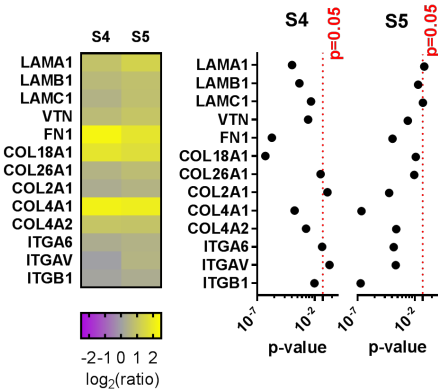 S4 S5
LAMA1
LAMB1
LAMC1
VTN
FN1
COL18A1
COL26A1
COL2A1
COL4A1
COL4A2
ITGA6
ITGAV
ITGB1
-2 -1 0 1 2
log2(ratio)
S4 S5
p=0.05 p=0.05
LAMA1
LAMB1
LAMC1
VTN
FN1
COL18A1
COL26A1
COL2A1
COL4A1
COL4A2
ITGA6
ITGAV
ITGB1
10-7 10-2 10-7 10-2
p-value p-value